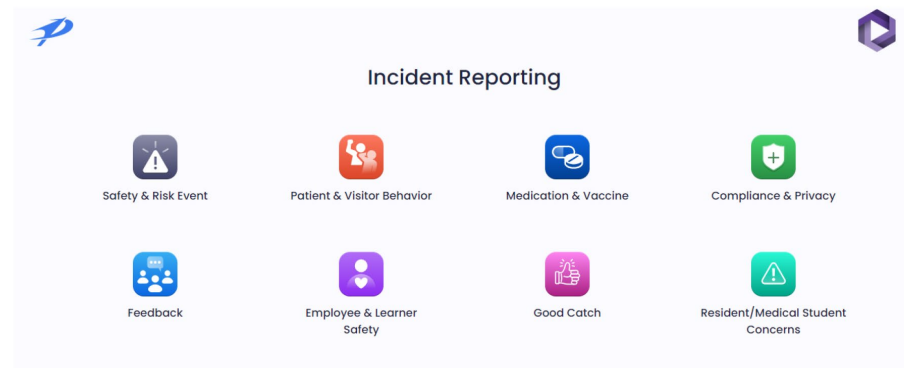 Incident Reporting
Safety & Risk Event
Patient & Visitor Behavior
Medication & Vaccine
Compliance & Privacy
Feedback
Employee & Learner
Safety
Good Catch
Resident/Medical Student
Concerns